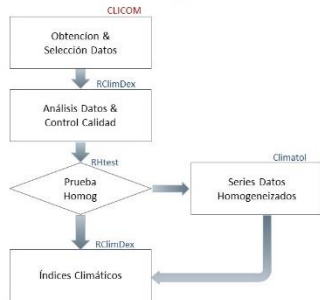 CLICOM
Obtencion &
Selección Datos
RClimDex
Análisis Datos &
Control Calidad
RHtest
Prueba
Homog
Climatol
Series Datos
Homogeneizados
RClimDex
Índices Climáticos